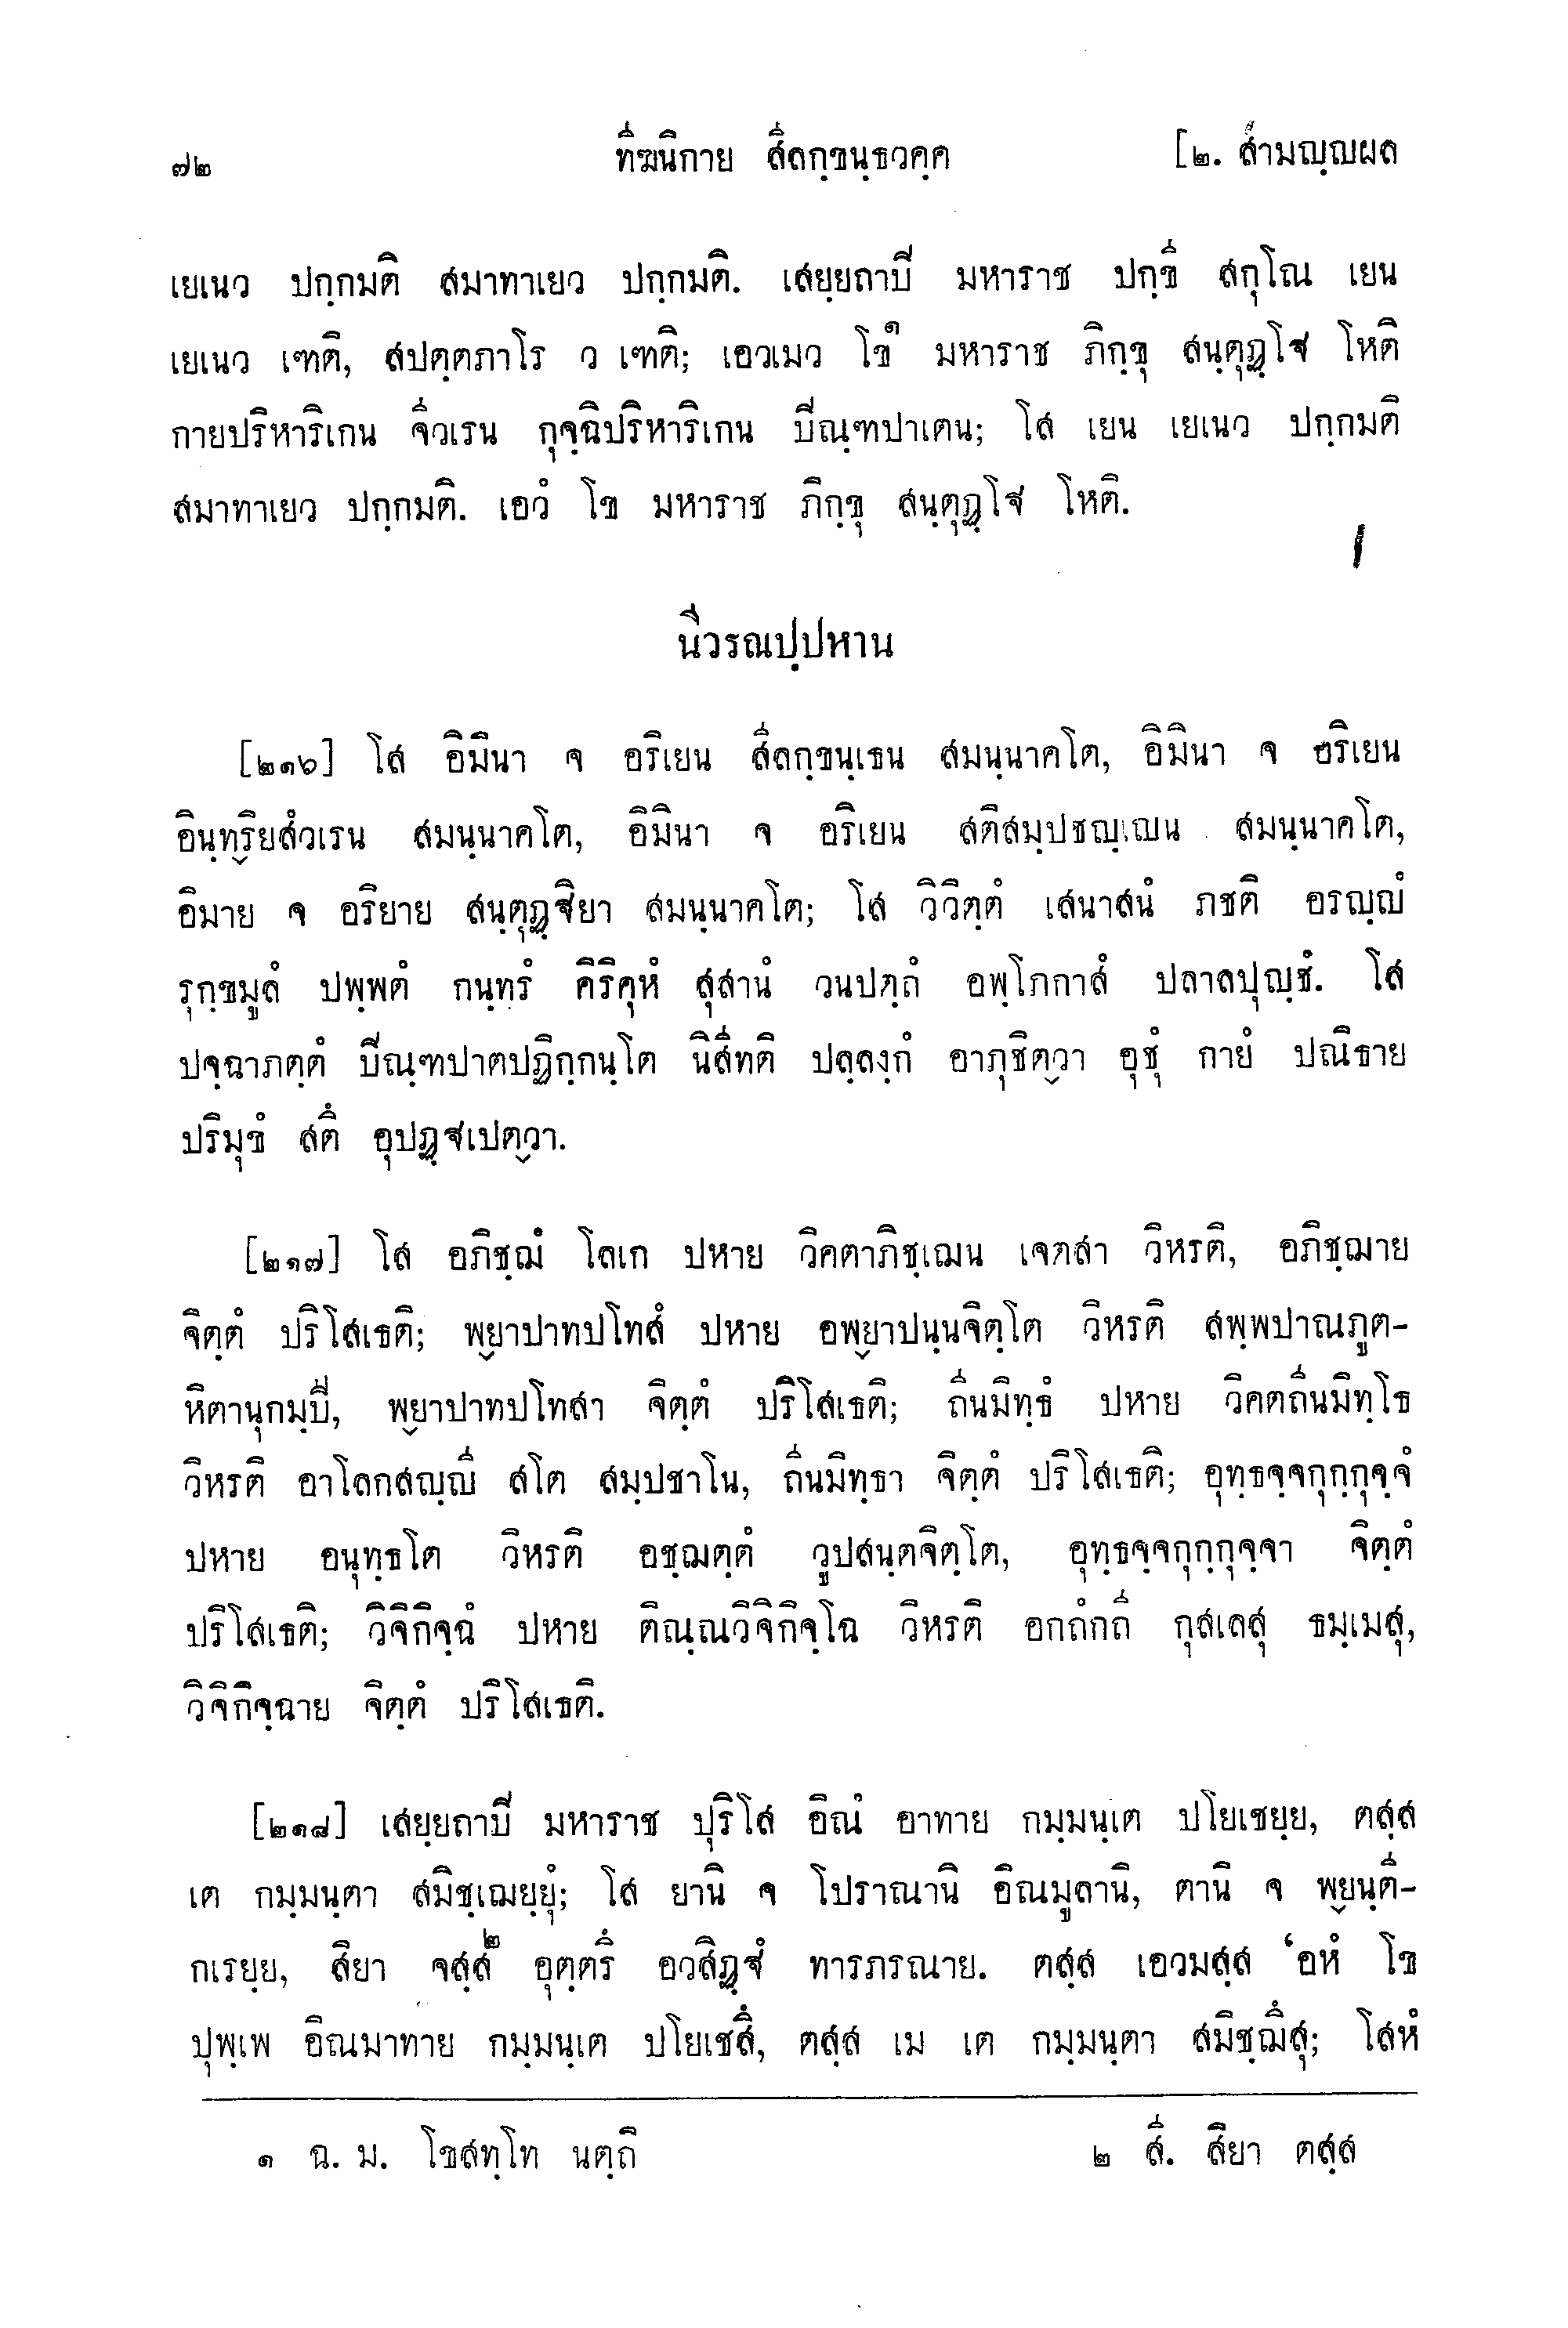 ๗๒ ทีฆนิกาย สีลกฺขนฺธวคฺค [๒. สามญฺญผล
เยเนว ปกฺกมติ สมาทาเยว ปกฺกมติ. เสยฺยถาปิ มหาราช ปกฺขี สกุโณ เยน
เยเนว เฑติ, สปตฺตภาโร ว เฑติ; เอวเมว โข๑ มหาราช ภิกฺขุ สนฺตุฏฺโฐ โหติ
กายปริหาริเกน จีวเรน กุจฺฉิปริหาริเกน ปิณฺฑปาเตน; โส เยน เยเนว ปกฺกมติ
สมาทาเยว ปกฺกมติ. เอวํ โข มหาราช ภิกฺขุ สนฺตุฏฺโฐ โหติ.
นีวรณปฺปหาน
[๒๑๖] โส อิมินา จ อริเยน สีลกฺขนฺเธน สมนฺนาคโต, อิมินา จ อริเยน
อินฺทฺริยสํวเรน สมนฺนาคโต, อิมินา จ อริเยน สติสมฺปชญฺเญน สมนฺนาคโต,
อิมาย จ อริยาย สนฺตุฏฺฐิยา สมนฺนาคโต; โส วิวิตฺตํ เสนาสนํ ภชติ อรญฺญํ
รุกฺขมูลํ ปพฺพตํ กนฺทรํ คิริคุหํ สุสานํ วนปตฺถํ อพฺโภกาสํ ปลาลปุญฺชํ. โส
ปจฺฉาภตฺตํ ปิณฺฑปาตปฏิกฺกนฺโต นิสีทติ ปลฺลงฺกํ อาภุชิตฺวา อุชุํ กายํ ปณิธาย
ปริมุขํ สตึ อุปฏฺฐเปตฺวา.
[๒๑๗] โส อภิชฺฌํ โลเก ปหาย วิคตาภิชฺเฌน เจตสา วิหรติ, อภิชฺฌาย
จิตฺตํ ปริโสเธติ; พฺยาปาทปโทสํ ปหาย อพฺยาปนฺนจิตฺโต วิหรติ สพฺพปาณภูต-
หิตานุกมฺปี, พฺยาปาทปโทสา จิตฺตํ ปริโสเธติ; ถีนมิทฺธํ ปหาย วิคตถีนมิทฺโธ
วิหรติ อาโลกสญฺญี สโต สมฺปชาโน, ถีนมิทฺธา จิตฺตํ ปริโสเธติ; อุทฺธจฺจกุกฺกุจฺจํ
ปหาย อนุทฺธโต วิหรติ อชฺฌตฺตํ วูปสนฺตจิตฺโต, อุทฺธจฺจกุกฺกุจฺจา จิตฺตํ
ปริโสเธติ; วิจิกิจฺฉํ ปหาย ติณฺณวิจิกิจฺโฉ วิหรติ อกถํกถี กุสเลสุ ธมฺเมสุ,
วิจิกิจฺฉาย จิตฺตํ ปริโสเธติ.
[๒๑๘] เสยฺยถาปิ มหาราช ปุริโส อิณํ อาทาย กมฺมนฺเต ปโยเชยฺย, ตสฺส
เต กมฺมนฺตา สมิชฺเฌยฺยุํ; โส ยานิ จ โปราณานิ อิณมูลานิ, ตานิ จ พฺยนฺตี-
กเรยฺย, สิยา จสฺส๒ อุตฺตรึ อวสิฏฺฐํ ทารภรณาย. ตสฺส เอวมสฺส ‘อหํ โข
ปุพฺเพ อิณมาทาย กมฺมนฺเต ปโยเชสึ, ตสฺส เม เต กมฺมนฺตา สมิชฺฌึสุ; โสหํ
๑ ฉ. ม. โขสทฺโท นตฺถิ ๒ สี. สิยา ตสฺส